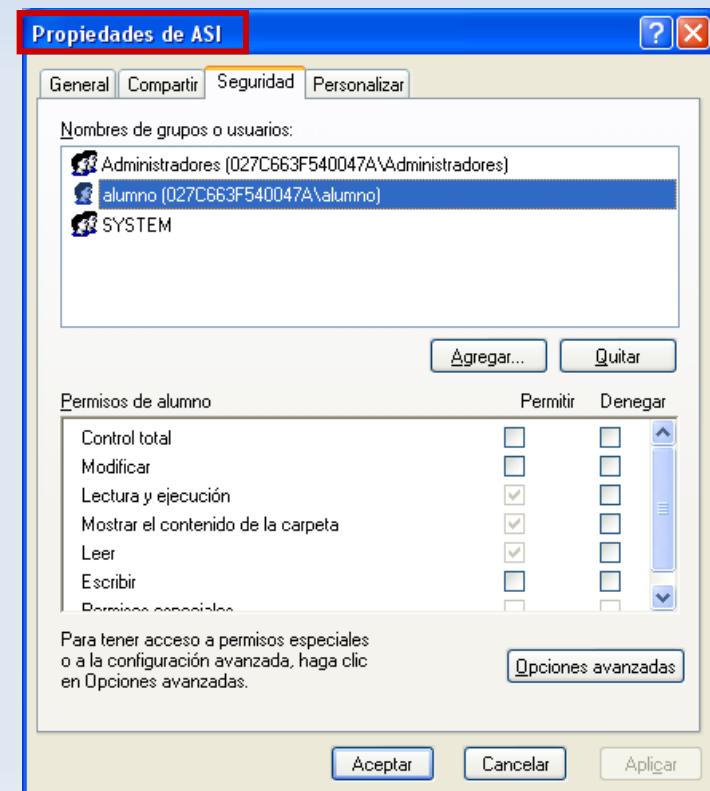 Propiedades de ASI
General Compartir Seguridad Personalizar
Nombres de grupos o usuarios:
Administradores (027C663F540047A\Administradores)
alumno (027C663F540047A\alumno)
SYSTEM
Agregar... Quitar
Permisos de alumno Permitir Denegar
Control total
Modificar
Lectura y ejecución
Mostrar el contenido de la carpeta
Leer
Escribir
Permisos especiales
Para tener acceso a permisos especiales
o a la configuración avanzada, haga clic
en Opciones avanzadas.
Opciones avanzadas
Aceptar Cancelar Aplicar